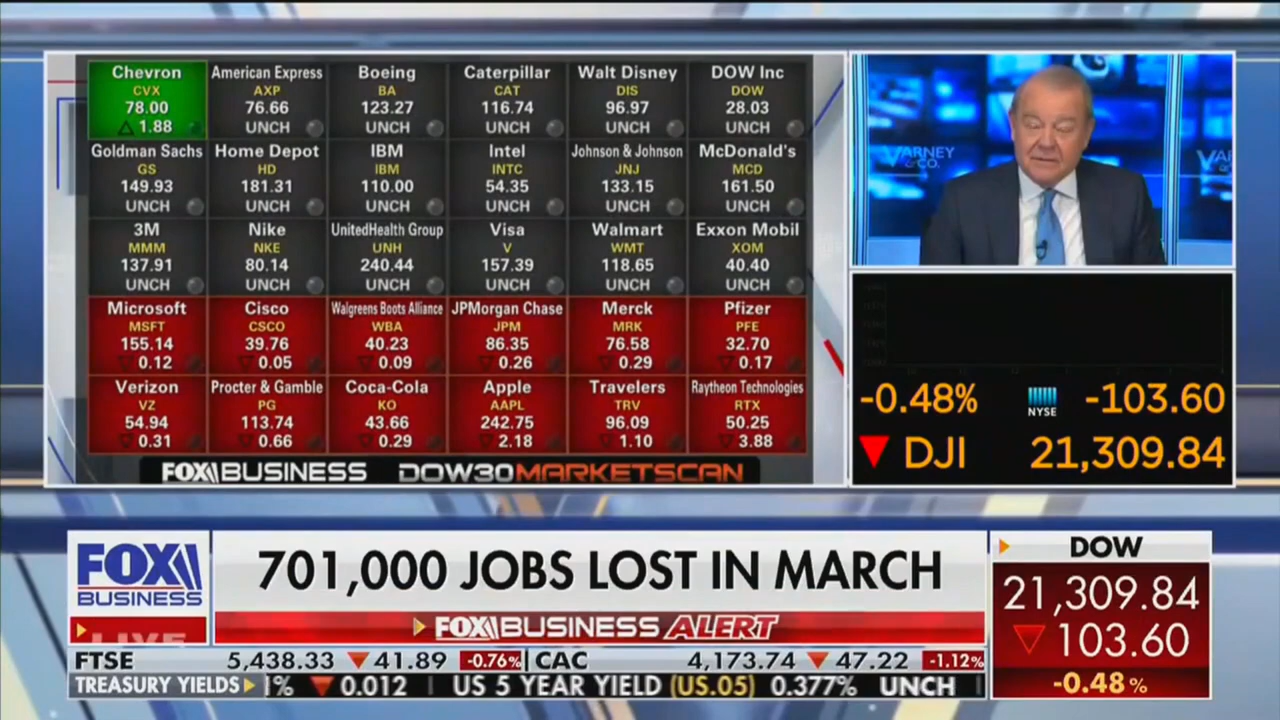 Chevron American Express Boeing Caterpillar Walt Disney DOW Inc
CVX AXP BA CAT DIS DOW
78.00 76.66 123.27 116.74 96.97 28.03
1.88 UNCH UNCH UNCH UNCH UNCH
Goldman Sachs Home Depot IBM Intel Johnson & Johnson McDonald's
GS HD IBM INTC JNJ MCD
149.93 181.31 110.00 54.35 133.15 161.50
UNCH UNCH UNCH UNCH UNCH UNCH
3M Nike UnitedHealth Group Visa Walmart Exxon Mobil
MMM NKE UNH V WMT XOM
137.91 80.14 240.44 157.39 118.65 40.40
UNCH UNCH UNCH UNCH UNCH UNCH
Microsoft Cisco Walgreens Boots Alliance JPMorgan Chase Merck Pfizer
MSFT CSCO WBA JPM MRK PFE
155.14 39.76 40.23 86.35 76.58 32.70
0.12 0.05 0.09 0.26 0.29 0.17
Verizon Procter & Gamble Coca-Cola Apple Travelers Raytheon Technologies
VZ PG KO AAPL TRV RTX
54.94 113.74 43.66 242.75 96.09 50.25
0.31 0.66 0.29 2.18 1.10 3.88
FOX BUSINESS DOW30MARKETSCAN
VARNEY
& CO.
-0.48% NYSE -103.60
DJI 21,309.84
FOX
BUSINESS
LIVE
701,000 JOBS LOST IN MARCH
FOX BUSINESS ALERT
DOW
21,309.84
103.60
-0.48%
FTSE 5,438.33 41.89 -0.76% CAC 4,173.74 47.22 -1.12%
TREASURY YIELDS % 0.012 US 5 YEAR YIELD (US.05) 0.377% UNCH